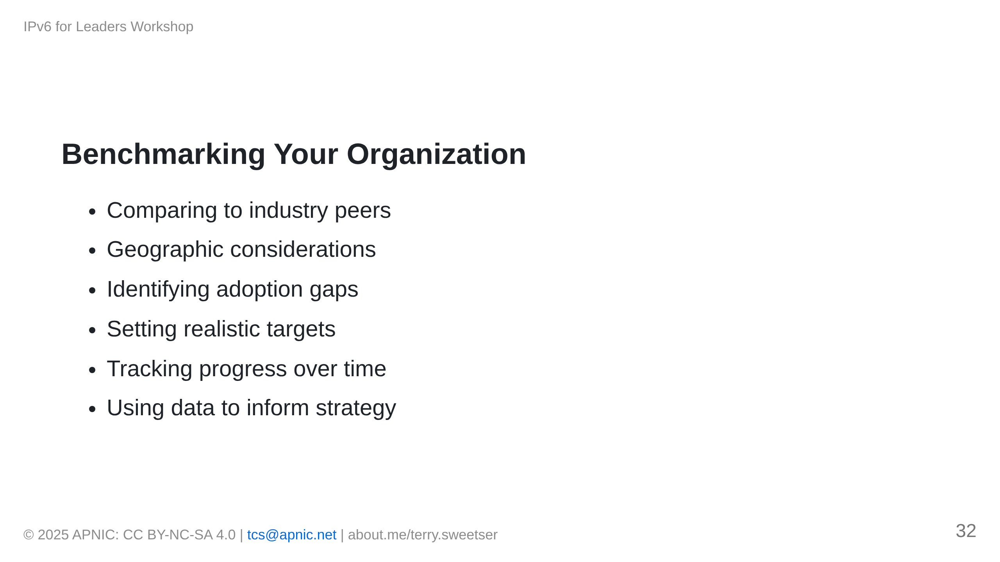 IPv6 for Leaders Workshop
Benchmarking Your Organization
• Comparing to industry peers
• Geographic considerations
• Identifying adoption gaps
• Setting realistic targets
• Tracking progress over time
• Using data to inform strategy
© 2025 APNIC: CC BY-NC-SA 4.0 | tcs@apnic.net | about.me/terry.sweetser
32